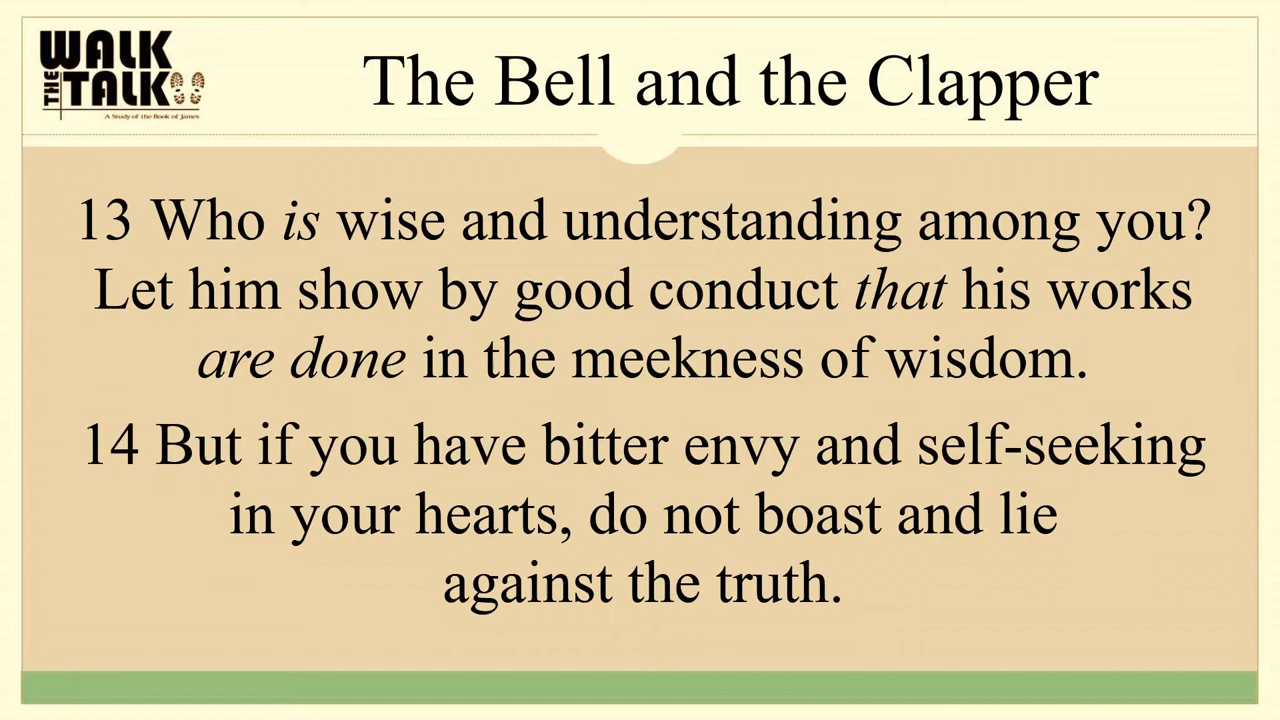 WALK
THE TALK
A Study of the Book of James
The Bell and the Clapper
13 Who is wise and understanding among you?
Let him show by good conduct that his works
are done in the meekness of wisdom.
14 But if you have bitter envy and self-seeking
in your hearts, do not boast and lie
against the truth.